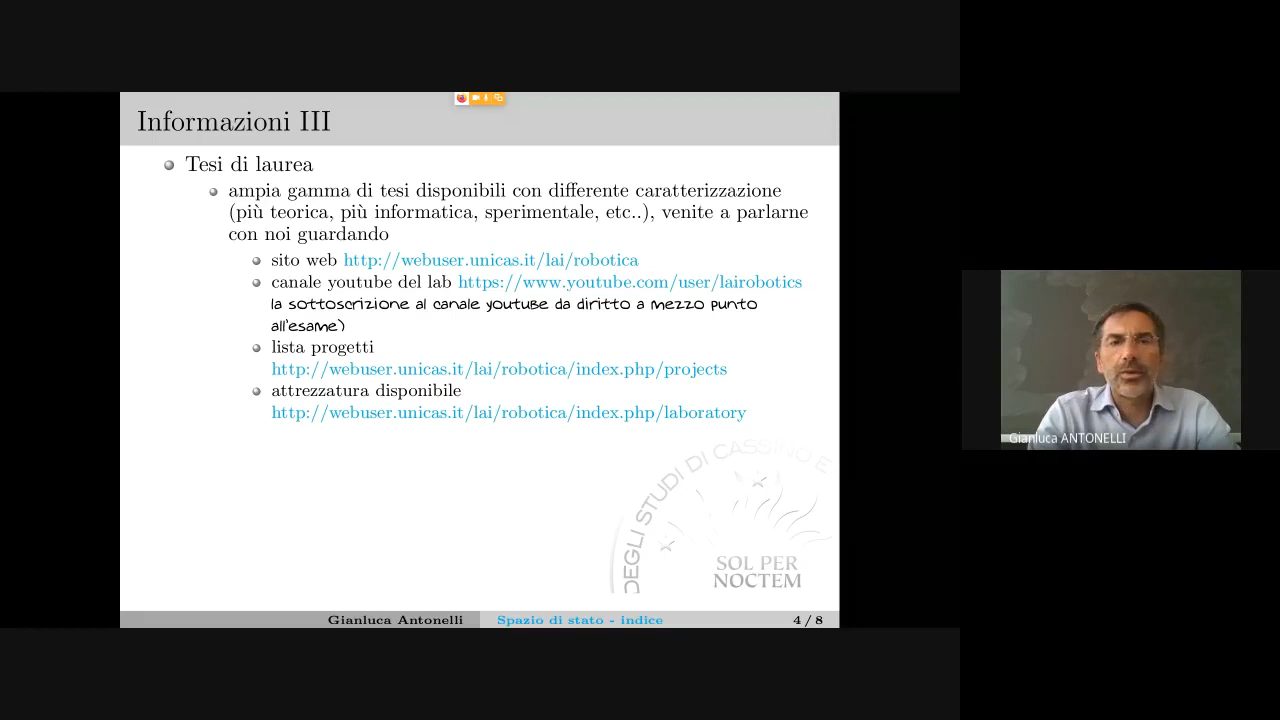 Informazioni III
Tesi di laurea
ampia gamma di tesi disponibili con differente caratterizzazione
(più teorica, più informatica, sperimentale, etc..), venite a parlarne
con noi guardando
sito web http://webuser.unicas.it/lai/robotica
canale youtube del lab https://www.youtube.com/user/lairobotics
la sottoscrizione al canale youtube da diritto a mezzo punto
all'esame)
lista progetti
http://webuser.unicas.it/lai/robotica/index.php/projects
attrezzatura disponibile
http://webuser.unicas.it/lai/robotica/index.php/laboratory
DEGLI STUDI DI CASSINO E
SOL PER
NOCTEM
Gianluca Antonelli
Spazio di stato - indice
4 / 8
Gianluca ANTONELLI